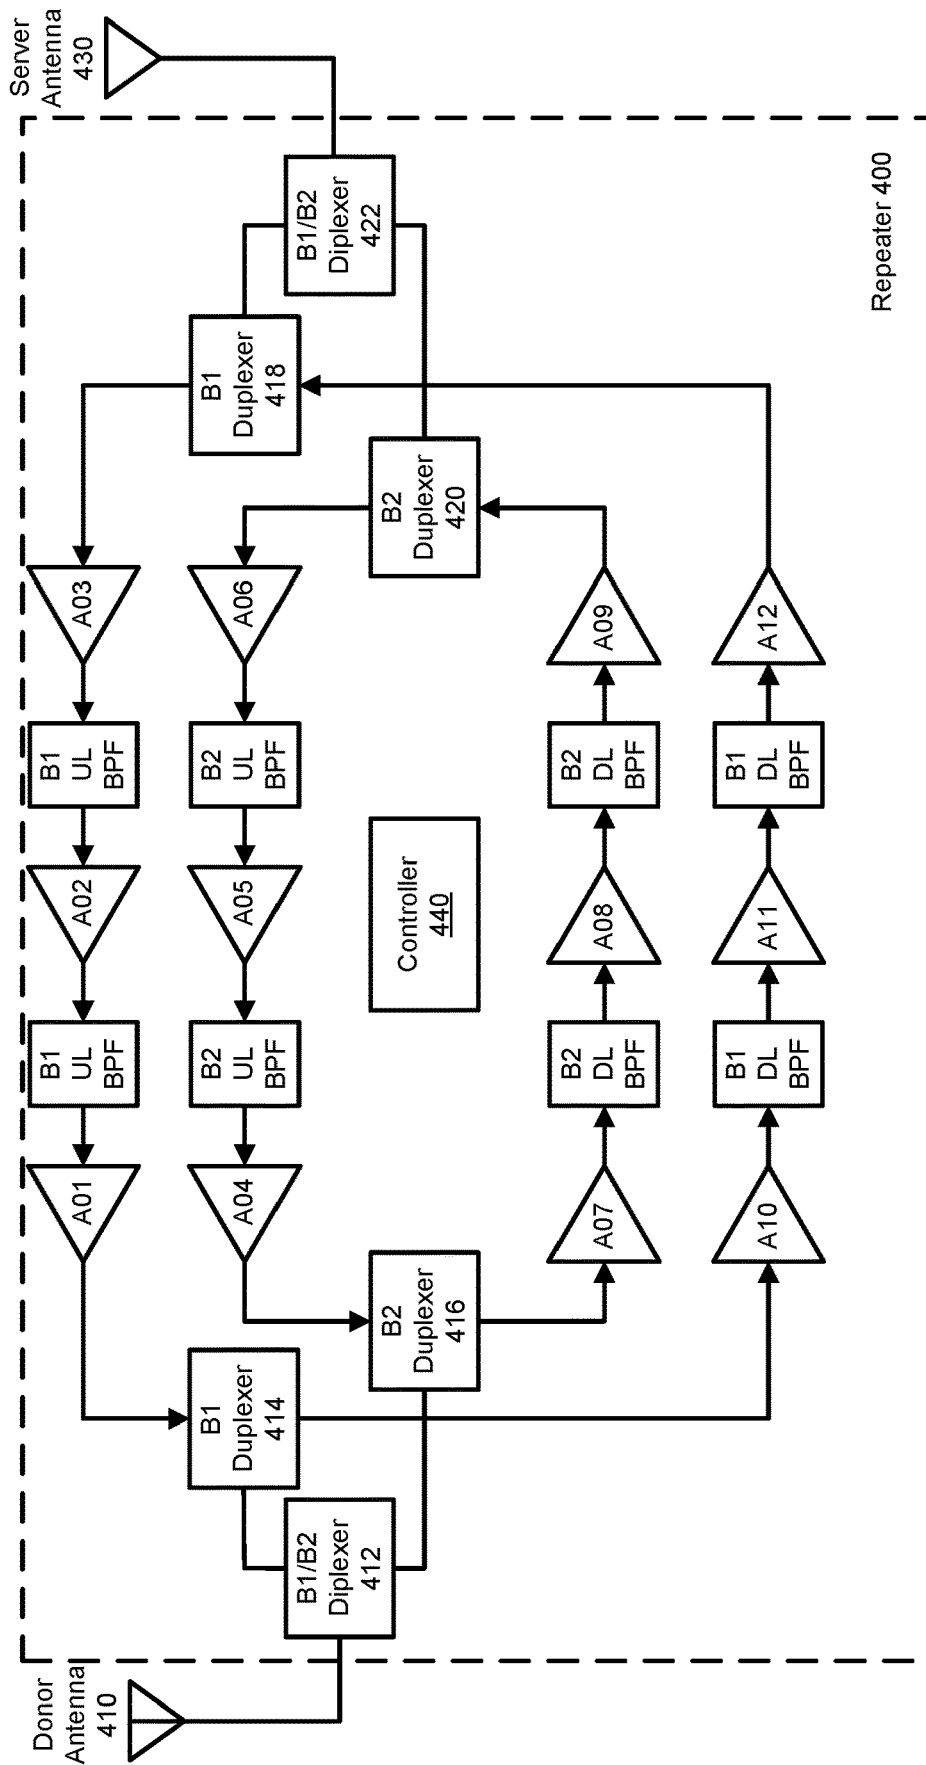 Donor
Antenna
410
Server
Antenna
430
B1/B2
Diplexer
412
B1
Duplexer
414
B2
Duplexer
416
A01
B1
UL
BPF
A02
B1
UL
BPF
A03
A04
B2
UL
BPF
A05
B2
UL
BPF
A06
Controller
440
A07
B2
DL
BPF
A08
B2
DL
BPF
A09
A10
B1
DL
BPF
A11
B1
DL
BPF
A12
B1
Duplexer
418
B2
Duplexer
420
B1/B2
Diplexer
422
Repeater 400